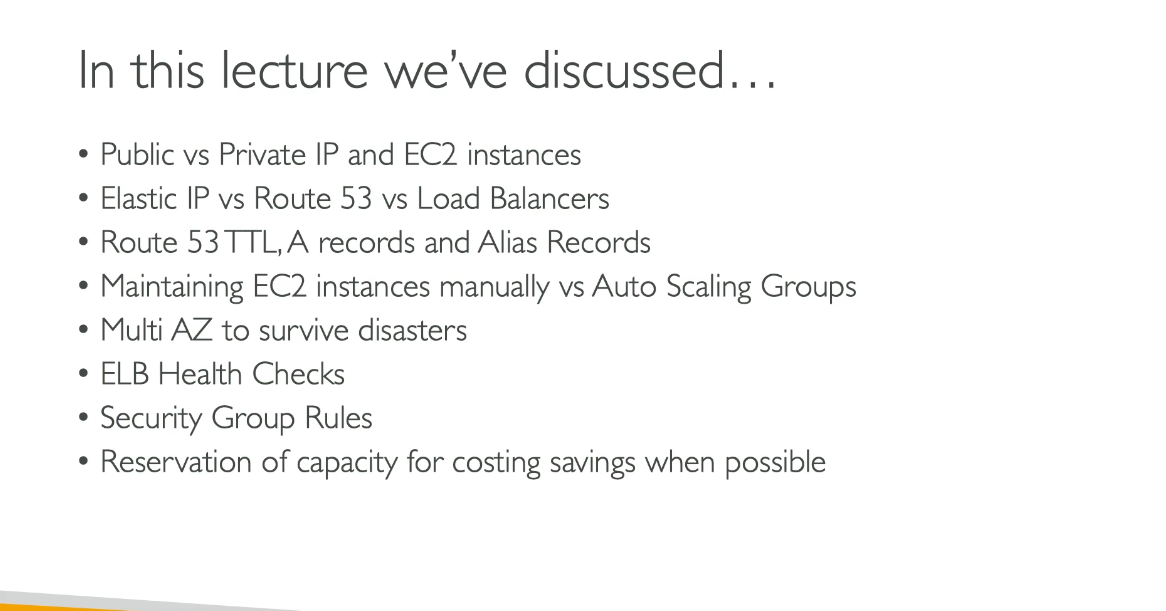 In this lecture we’ve discussed…
• Public vs Private IP and EC2 instances
• Elastic IP vs Route 53 vs Load Balancers
• Route 53 TTL, A records and Alias Records
• Maintaining EC2 instances manually vs Auto Scaling Groups
• Multi AZ to survive disasters
• ELB Health Checks
• Security Group Rules
• Reservation of capacity for costing savings when possible